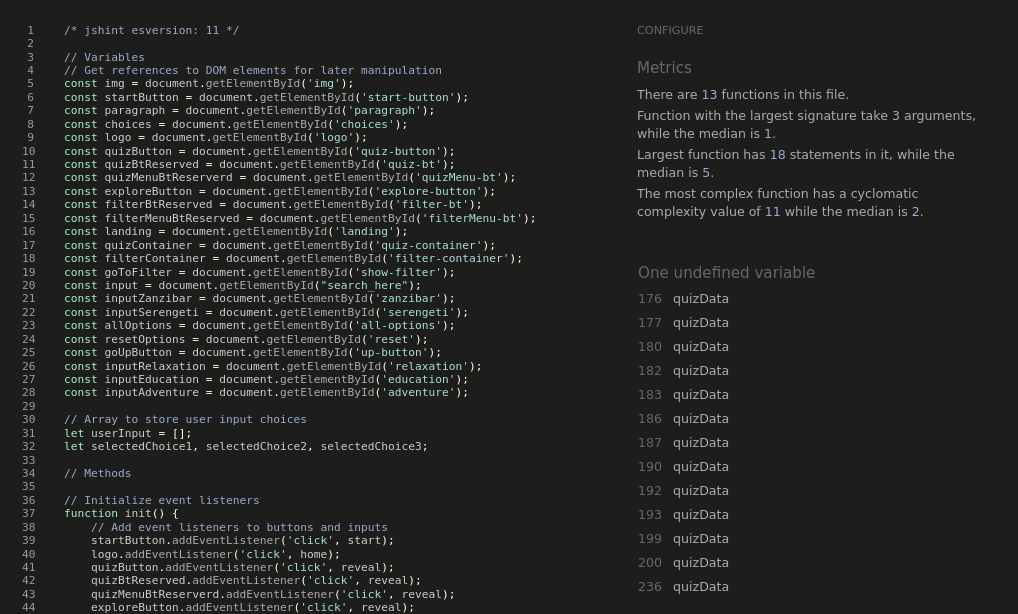 1 /* jshint esversion: 11 */
2
3 // Variables
4 // Get references to DOM elements for later manipulation
5 const img = document.getElementById('img');
6 const startButton = document.getElementById('start-button');
7 const paragraph = document.getElementById('paragraph');
8 const choices = document.getElementById('choices');
9 const logo = document.getElementById('logo');
10 const quizButton = document.getElementById('quiz-button');
11 const quizBtReserved = document.getElementById('quiz-bt');
12 const quizMenuBtReserverd = document.getElementById('quizMenu-bt');
13 const exploreButton = document.getElementById('explore-button');
14 const filterBtReserved = document.getElementById('filter-bt');
15 const filterMenuBtReserved = document.getElementById('filterMenu-bt');
16 const landing = document.getElementById('landing');
17 const quizContainer = document.getElementById('quiz-container');
18 const filterContainer = document.getElementById('filter-container');
19 const goToFilter = document.getElementById('show-filter');
20 const input = document.getElementById("search_here");
21 const inputZanzibar = document.getElementById('zanzibar');
22 const inputSerengeti = document.getElementById('serengeti');
23 const allOptions = document.getElementById('all-options');
24 const resetOptions = document.getElementById('reset');
25 const goUpButton = document.getElementById('up-button');
26 const inputRelaxation = document.getElementById('relaxation');
27 const inputEducation = document.getElementById('education');
28 const inputAdventure = document.getElementById('adventure');
29
30 // Array to store user input choices
31 let userInput = [];
32 let selectedChoice1, selectedChoice2, selectedChoice3;
33
34 // Methods
35
36 // Initialize event listeners
37 function init() {
38 // Add event listeners to buttons and inputs
39 startButton.addEventListener('click', start);
40 logo.addEventListener('click', home);
41 quizButton.addEventListener('click', reveal);
42 quizBtReserved.addEventListener('click', reveal);
43 quizMenuBtReserverd.addEventListener('click', reveal);
44 exploreButton.addEventListener('click', reveal);
CONFIGURE
Metrics
There are 13 functions in this file.
Function with the largest signature take 3 arguments,
while the median is 1.
Largest function has 18 statements in it, while the
median is 5.
The most complex function has a cyclomatic
complexity value of 11 while the median is 2.
One undefined variable
176 quizData
177 quizData
180 quizData
182 quizData
183 quizData
186 quizData
187 quizData
190 quizData
192 quizData
193 quizData
199 quizData
200 quizData
236 quizData